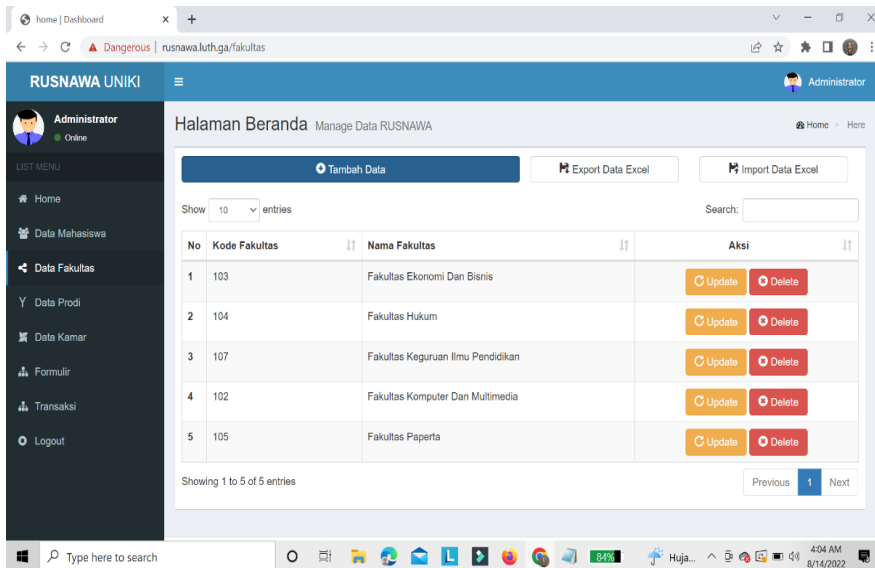 home | Dashboard
Dangerous | rusnawa.luth.ga/fakultas
RUSNAWA UNIKI
Administrator
Administrator
Online
Halaman Beranda Manage Data RUSNAWA
Home > Here
LIST MENU
Home
Data Mahasiswa
Data Fakultas
Data Prodi
Data Kamar
Formulir
Transaksi
Logout
Tambah Data Export Data Excel Import Data Excel
Show 10 entries Search:
No Kode Fakultas Nama Fakultas Aksi
1 103 Fakultas Ekonomi Dan Bisnis Update Delete
2 104 Fakultas Hukum Update Delete
3 107 Fakultas Keguruan Ilmu Pendidikan Update Delete
4 102 Fakultas Komputer Dan Multimedia Update Delete
5 105 Fakultas Paperta Update Delete
Showing 1 to 5 of 5 entries Previous 1 Next
Type here to search L 84% Huja... 4:04 AM
8/14/2022